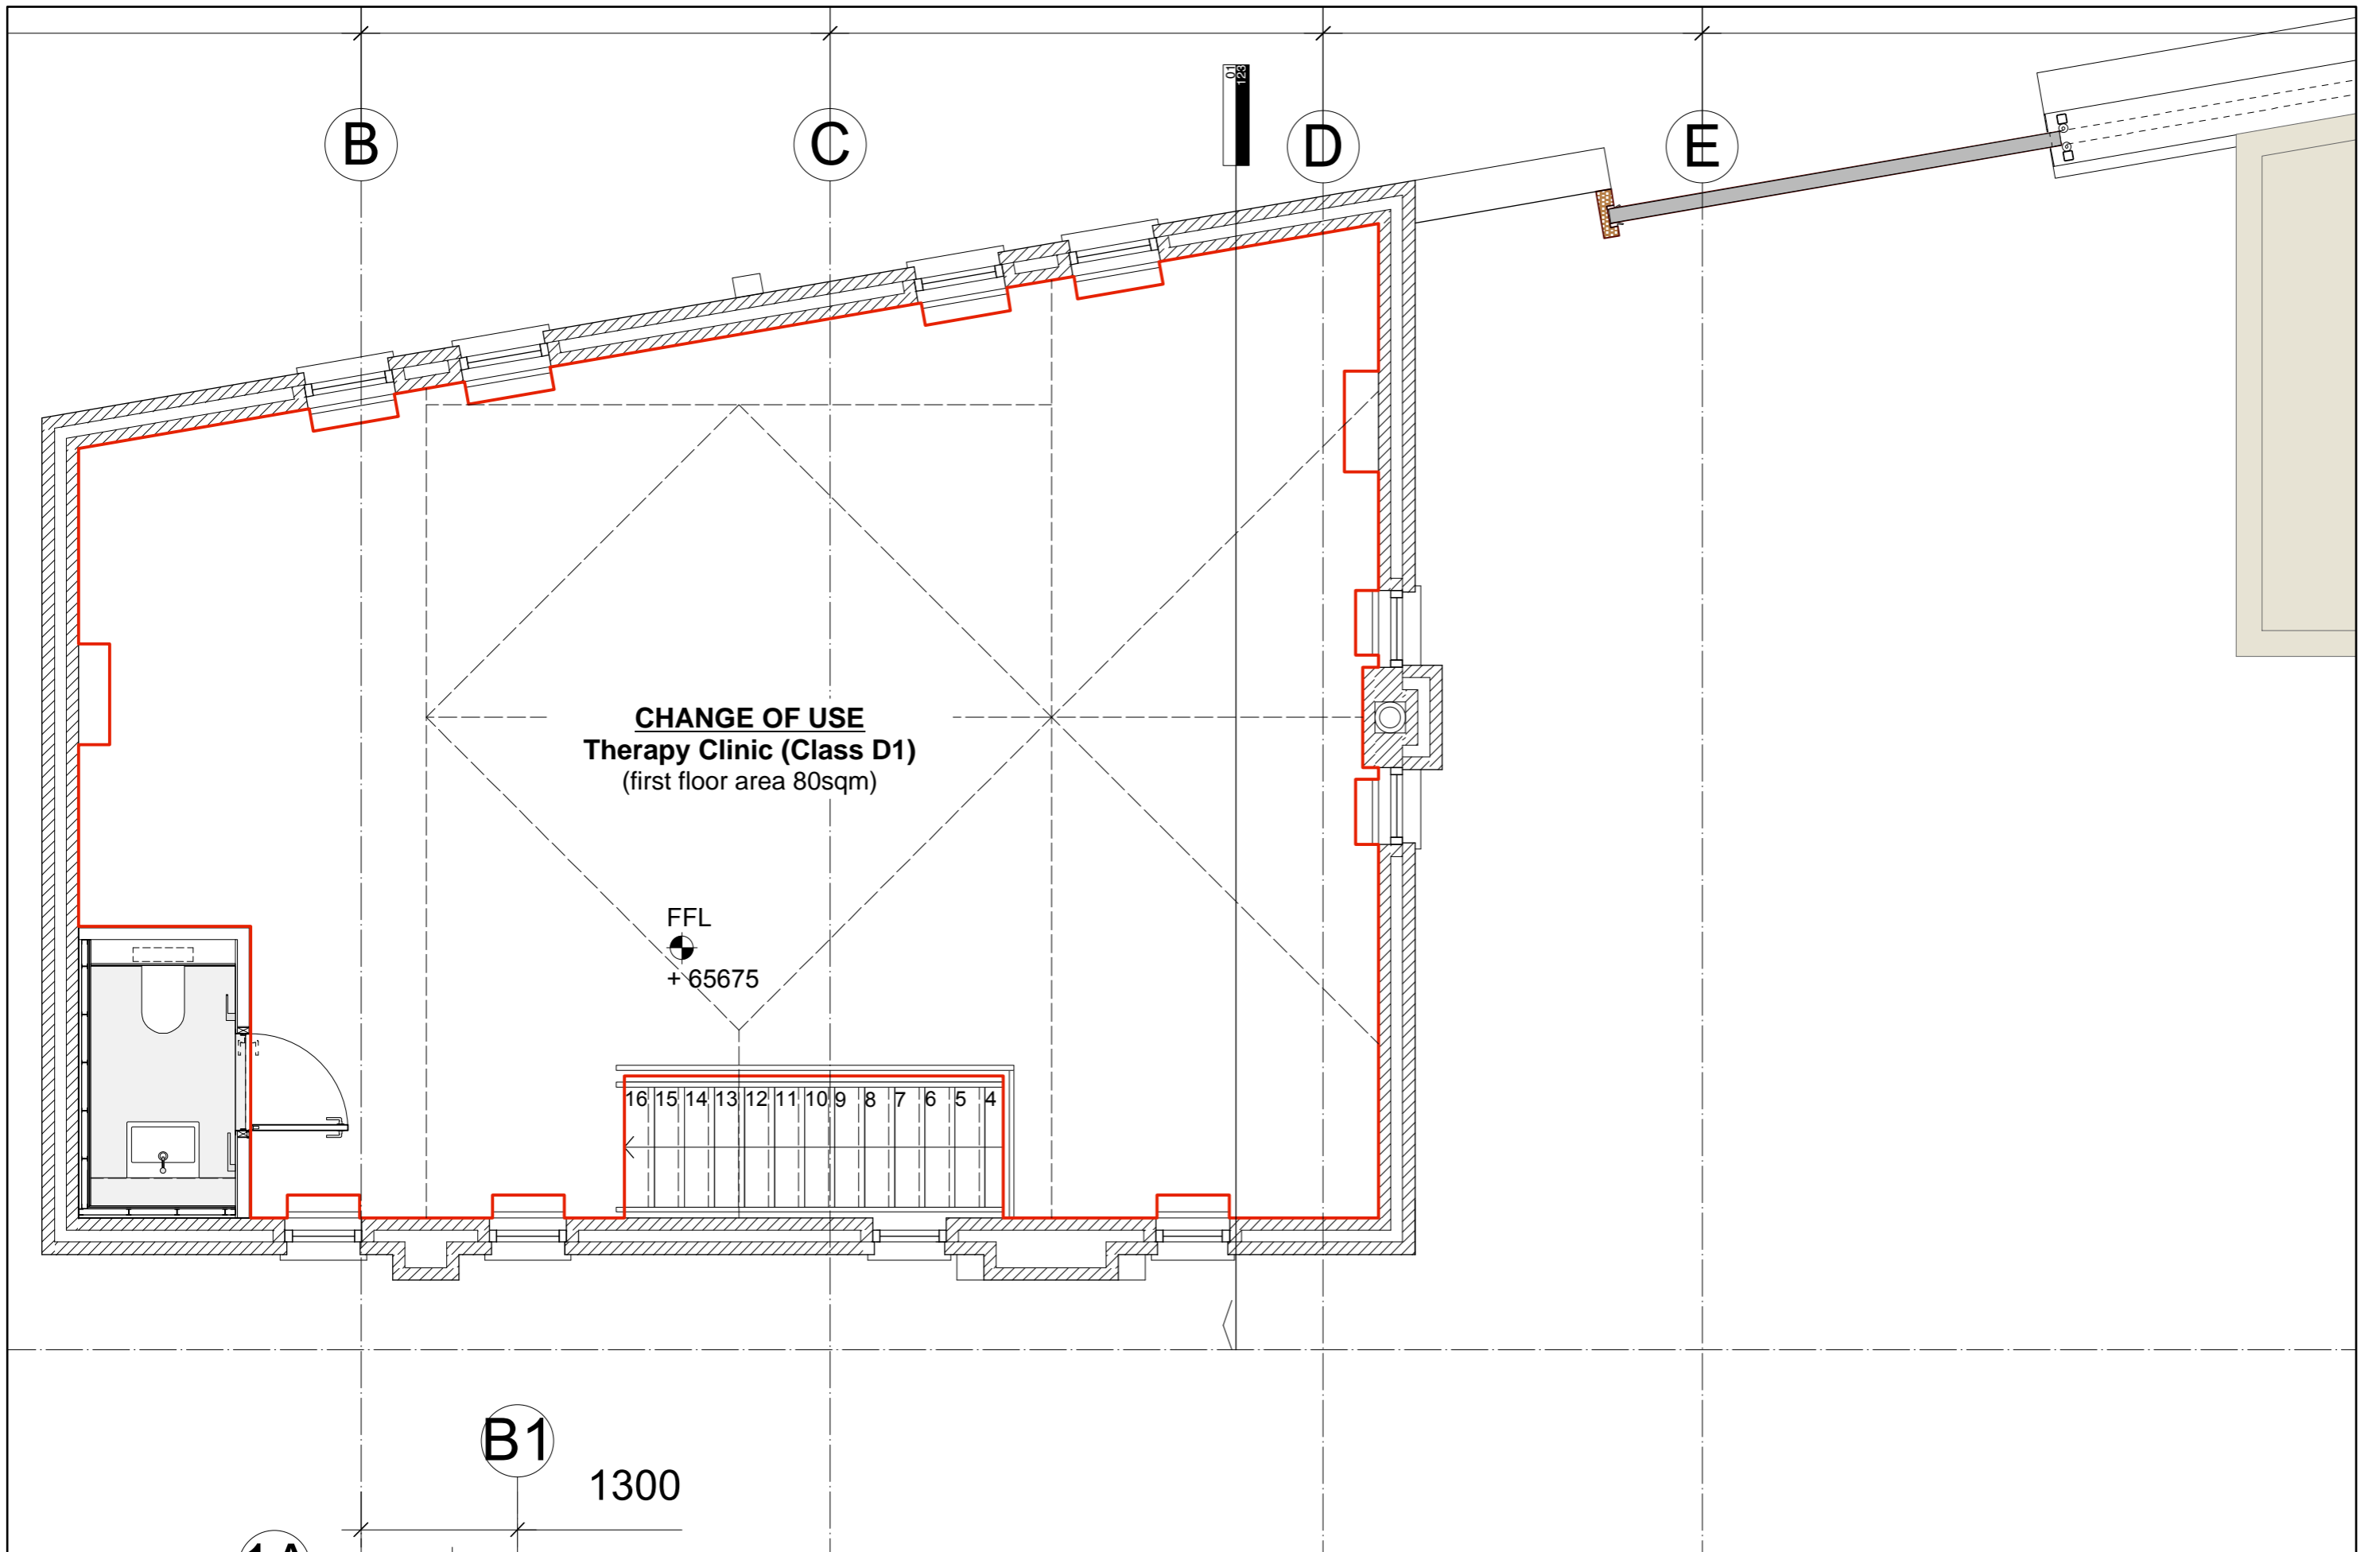 01
123
B
C
D
E
CHANGE OF USE
Therapy Clinic (Class D1)
(first floor area 80sqm)
FFL
+ 65675
16 15 14 13 12 11 10 9 8 7 6 5 4
B1
1300